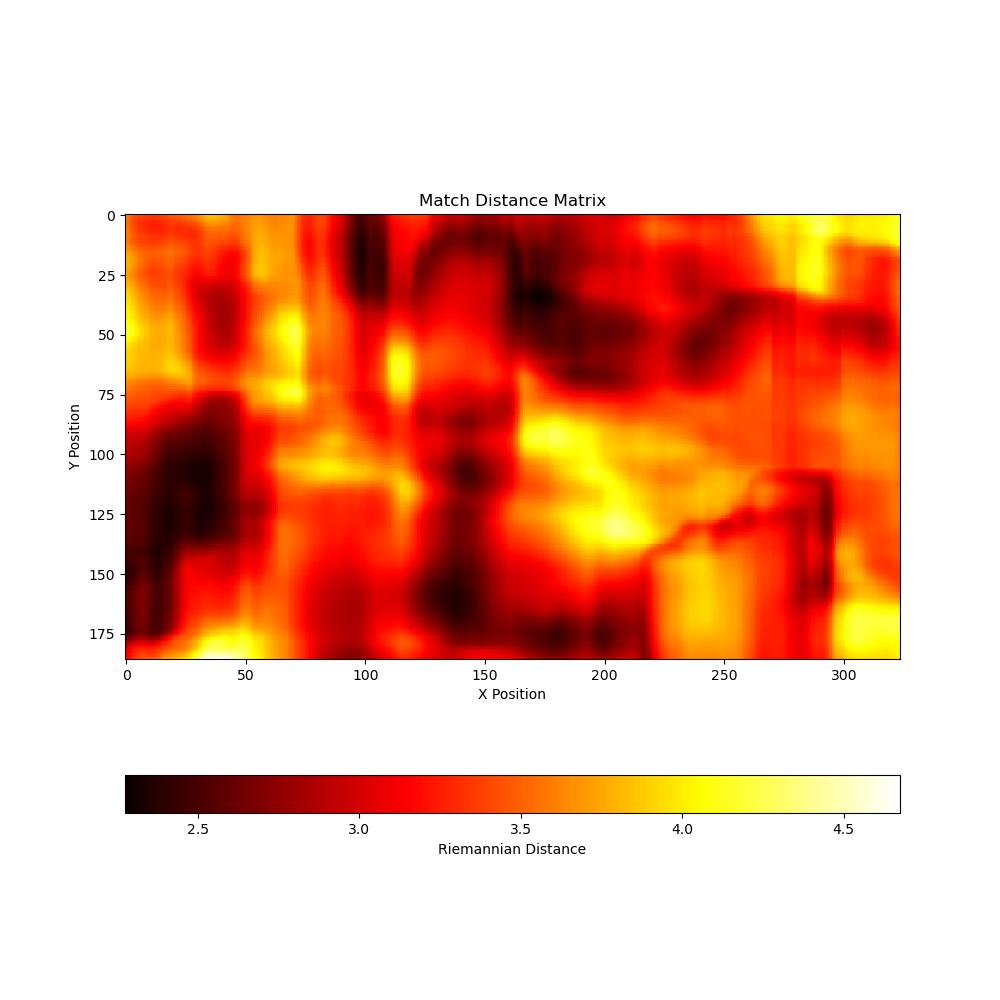 Match Distance Matrix
0
25
50
75
100
125
150
175
Y Position
0 50 100 150 200 250 300
X Position
2.5 3.0 3.5 4.0 4.5
Riemannian Distance